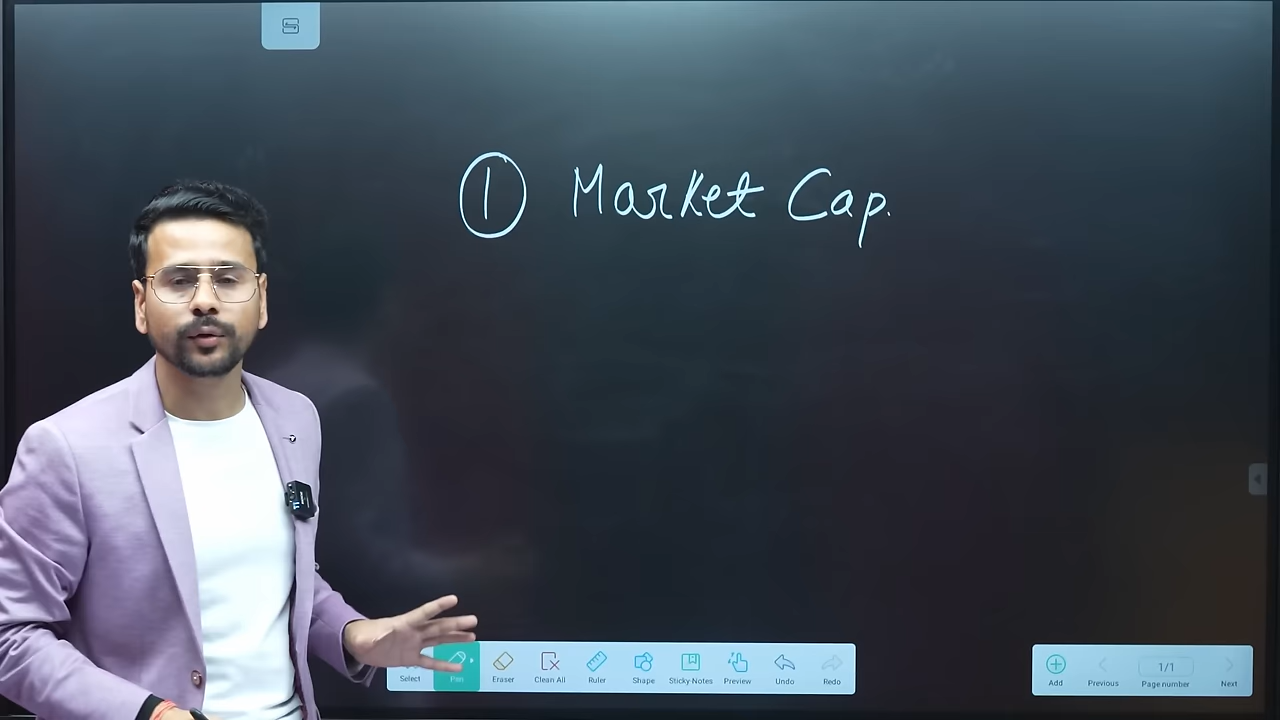 ① Market Cap.
Select Pen Eraser Clean All Ruler Shape Sticky-Notes Preview Undo Redo
1/1
Add Previous Page number Next